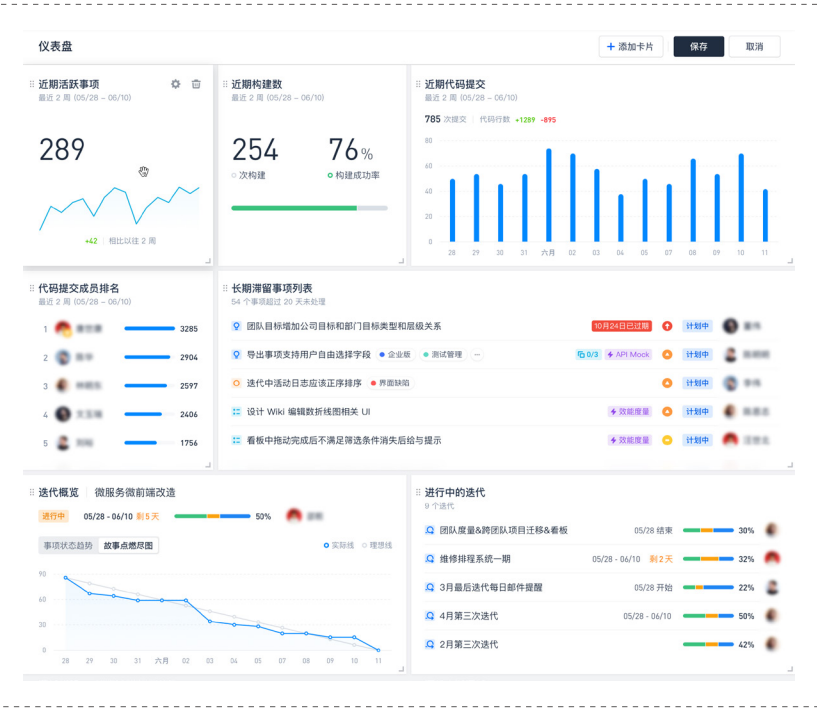 仪表盘
+ 添加卡片
保存
取消
近期活跃事项
最近 2 周 (05/28 – 06/10)
289
+42 相比以往 2 周
近期构建数
最近 2 周 (05/28 – 06/10)
254 76%
次构建 构建成功率
近期代码提交
最近 2 周 (05/28 – 06/10)
785 次提交 代码行数 +1289 -895
80
60
40
20
0
28 29 30 31 六月 02 03 04 05 06 07 08 09 10 11
代码提交成员排名
最近 2 周 (05/28 – 06/10)
1 3285
2 2904
3 2597
4 2406
5 1756
长期滞留事项列表
54 个事项超过 20 天未处理
团队目标增加公司目标和部门目标类型和层级关系 10月24日已过期 计划中
导出事项支持用户自由选择字段 企业版 测试管理 ··· 0/3 API Mock 计划中
迭代中活动日志应该正序排序 界面缺陷 计划中
设计 Wiki 编辑数折线图相关 UI 效能度量 计划中
看板中拖动完成后不满足筛选条件消失后给与提示 效能度量 计划中
迭代概览 微服务微前端改造
进行中 05/28 - 06/10 剩 5 天 50%
事项状态趋势 故事点燃尽图
实际线 理想线
90
60
30
0
28 29 30 31 六月 02 03 04 05 07 08 09 10 11
进行中的迭代
9 个迭代
团队度量&跨团队项目迁移&看板 05/28 结束 30%
维修排程系统一期 05/28 - 06/10 剩 2 天 32%
3月最后迭代每日邮件提醒 05/28 开始 22%
4月第三次迭代 05/28 - 06/10 50%
2月第三次迭代 42%